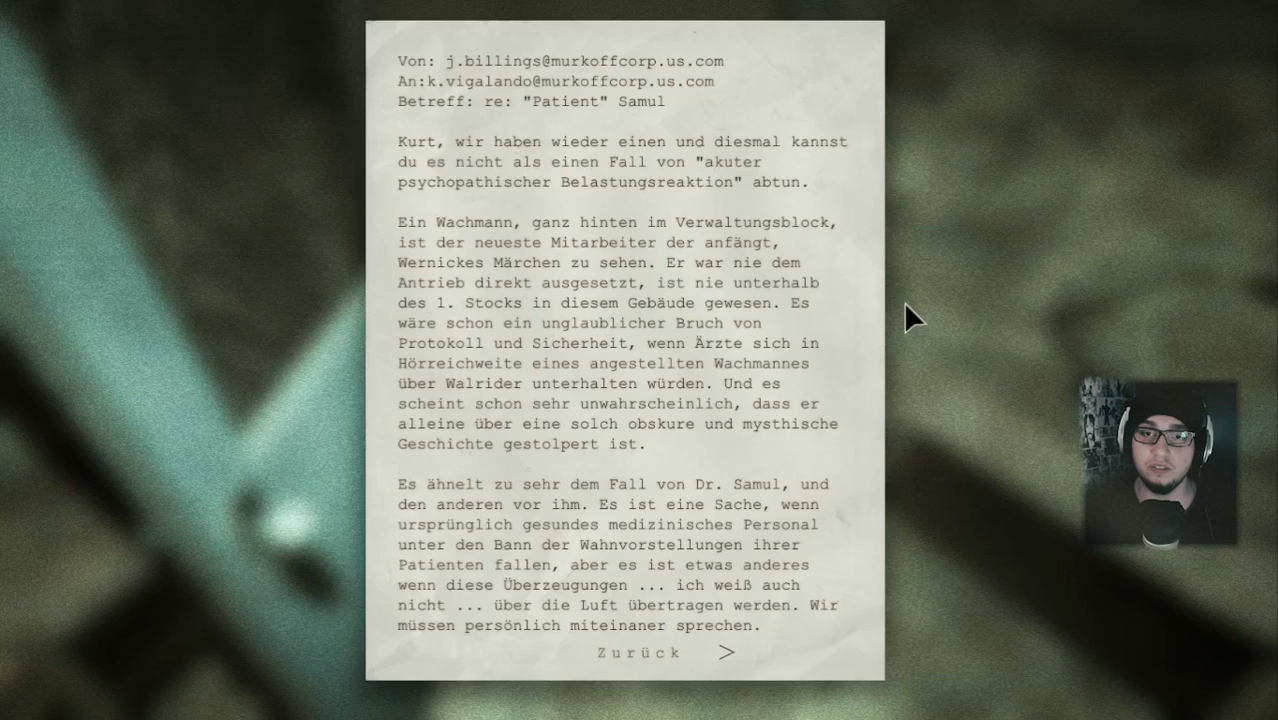 Von: j.billings@murkoffcorp.us.com
An:k.vigalando@murkoffcorp.us.com
Betreff: re: "Patient" Samul
Kurt, wir haben wieder einen und diesmal kannst
du es nicht als einen Fall von "akuter
psychopathischer Belastungsreaktion" abtun.
Ein Wachmann, ganz hinten im Verwaltungsblock,
ist der neueste Mitarbeiter der anfängt,
Wernickes Märchen zu sehen. Er war nie dem
Antrieb direkt ausgesetzt, ist nie unterhalb
des 1. Stocks in diesem Gebäude gewesen. Es
wäre schon ein unglaublicher Bruch von
Protokoll und Sicherheit, wenn Ärzte sich in
Hörreichweite eines angestellten Wachmannes
über Walrider unterhalten würden. Und es
scheint schon sehr unwahrscheinlich, dass er
alleine über eine solch obskure und mysthische
Geschichte gestolpert ist.
Es ähnelt zu sehr dem Fall von Dr. Samul, und
den anderen vor ihm. Es ist eine Sache, wenn
ursprünglich gesundes medizinisches Personal
unter den Bann der Wahnvorstellungen ihrer
Patienten fallen, aber es ist etwas anderes
wenn diese Überzeugungen ... ich weiß auch
nicht ... über die Luft übertragen werden. Wir
müssen persönlich miteinaner sprechen.
Zurück >